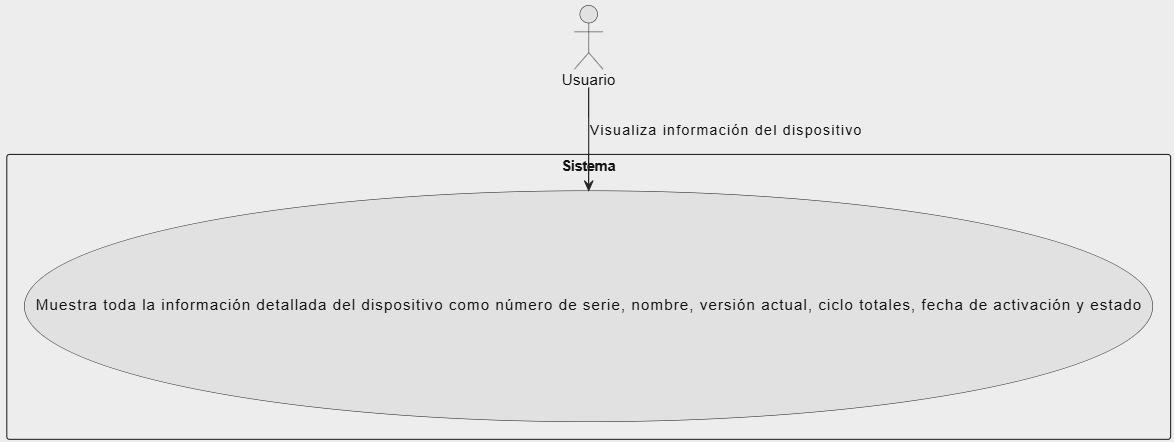 Usuario
Visualiza información del dispositivo
Sistema
Muestra toda la información detallada del dispositivo como número de serie, nombre, versión actual, ciclo totales, fecha de activación y estado